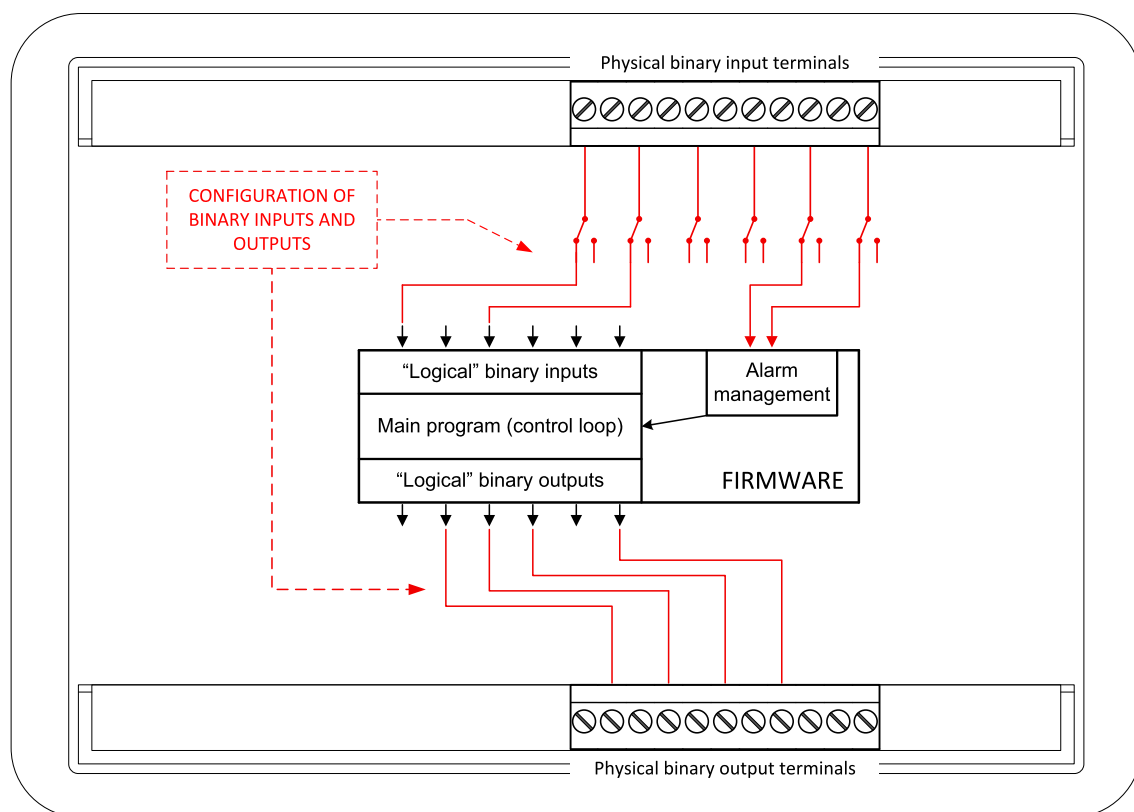 Physical binary input terminals
CONFIGURATION OF
BINARY INPUTS AND
OUTPUTS
“Logical” binary inputs
Alarm
management
Main program (control loop)
“Logical” binary outputs
FIRMWARE
Physical binary output terminals